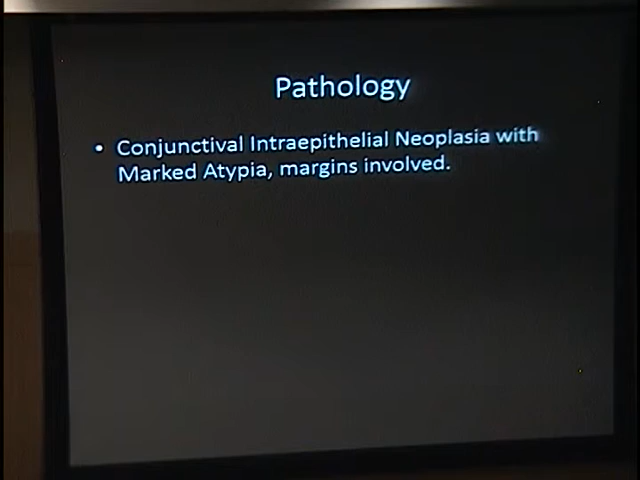 Pathology
• Conjunctival Intraepithelial Neoplasia with
Marked Atypia, margins involved.